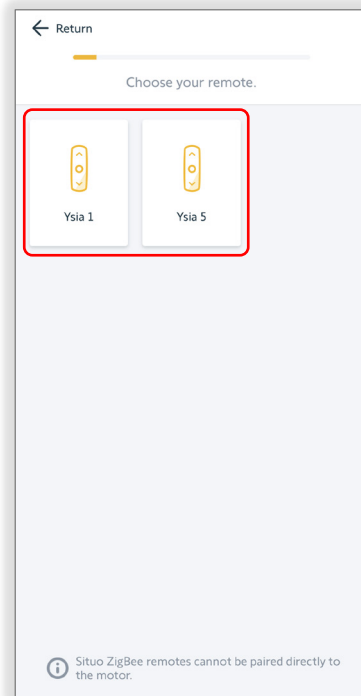 Return
Choose your remote.
Ysia 1
Ysia 5
Situo ZigBee remotes cannot be paired directly to
the motor.